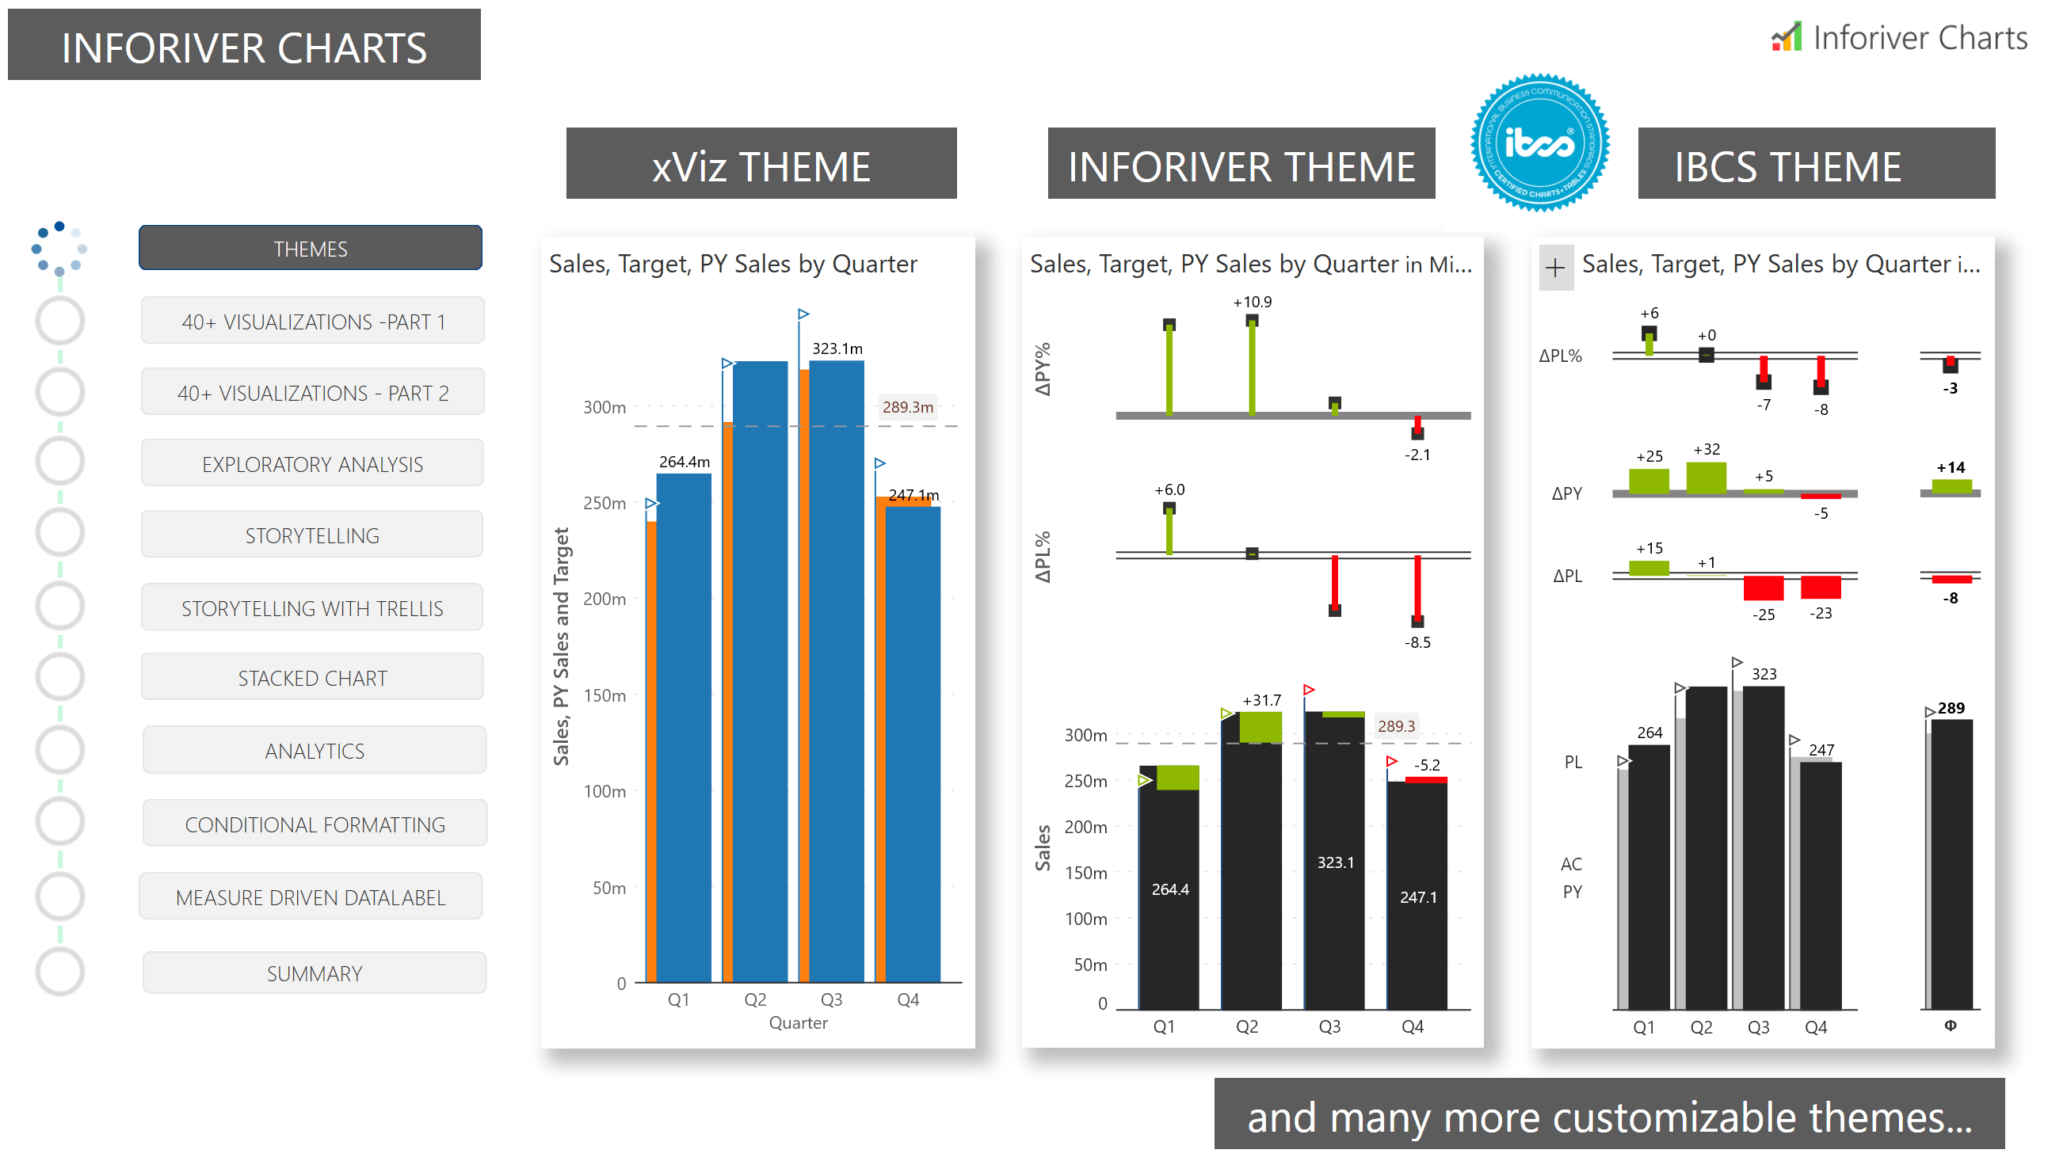 INFORIVER CHARTS
Inforiver Charts
INTERNATIONAL BUSINESS COMMUNICATION STANDARDS
ibcs®
CERTIFIED CHARTS+TABLES
xViz THEME
INFORIVER THEME
IBCS THEME
THEMES
40+ VISUALIZATIONS -PART 1
40+ VISUALIZATIONS - PART 2
EXPLORATORY ANALYSIS
STORYTELLING
STORYTELLING WITH TRELLIS
STACKED CHART
ANALYTICS
CONDITIONAL FORMATTING
MEASURE DRIVEN DATALABEL
SUMMARY
Sales, Target, PY Sales by Quarter
323.1m
300m
289.3m
264.4m
250m
247.1m
200m
150m
100m
50m
0
Sales, PY Sales and Target
Q1 Q2 Q3 Q4
Quarter
Sales, Target, PY Sales by Quarter in Mi...
+10.9
ΔPY%
-2.1
+6.0
ΔPL%
-8.5
+31.7
289.3
300m
-5.2
250m
200m
Sales
323.1
150m
264.4
247.1
100m
50m
0
Q1 Q2 Q3 Q4
+
Sales, Target, PY Sales by Quarter i...
+6
+0
ΔPL%
-7
-8
-3
+25
+32
+5
+14
ΔPY
-5
+15
+1
ΔPL
-25
-23
-8
323
289
264
247
PL
AC
PY
Q1 Q2 Q3 Q4 Φ
and many more customizable themes...